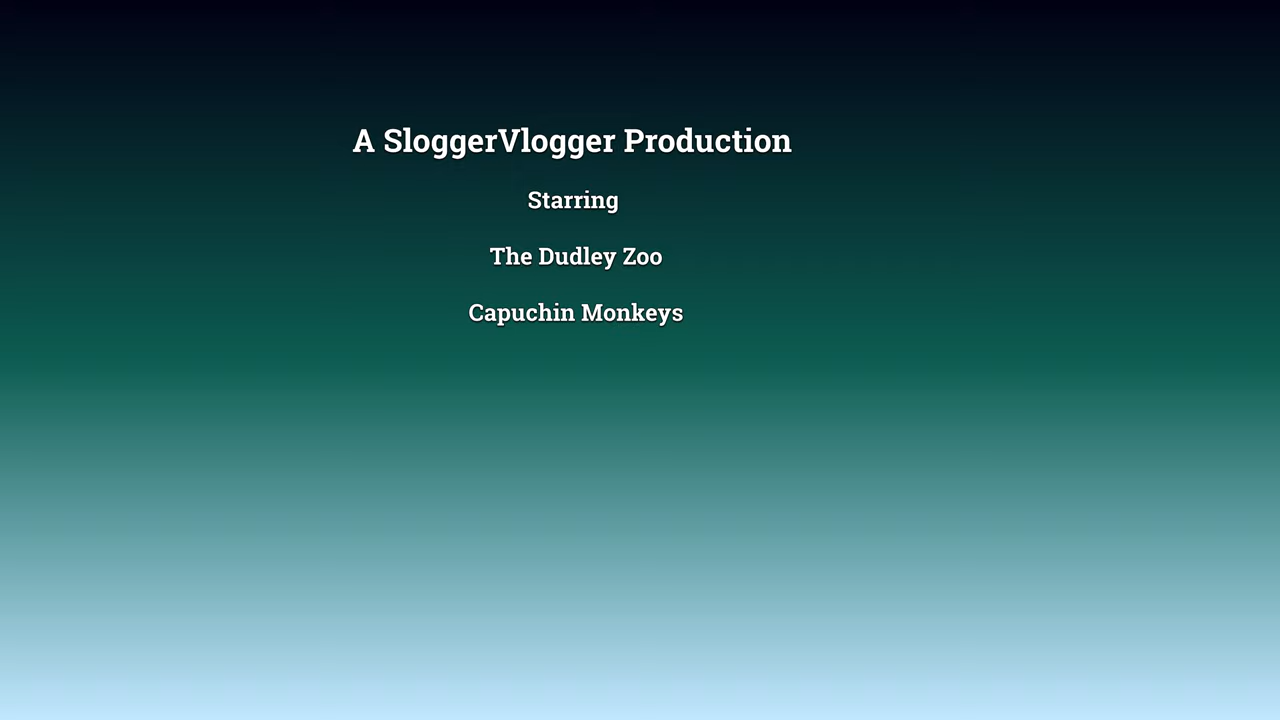 A SloggerVlogger Production
Starring
The Dudley Zoo
Capuchin Monkeys